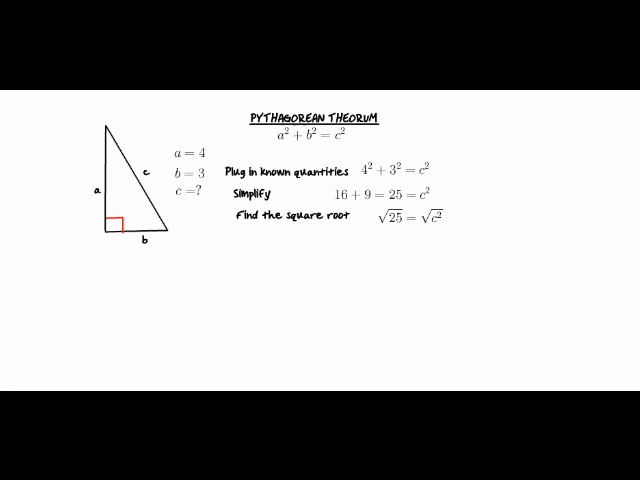 PYTHAGOREAN THEORUM
a² + b² = c²
a = 4
b = 3
c =?
a
c
b
Plug in known quantities 4² + 3² = c²
Simplify 16 + 9 = 25 = c²
Find the square root √25 = √c²